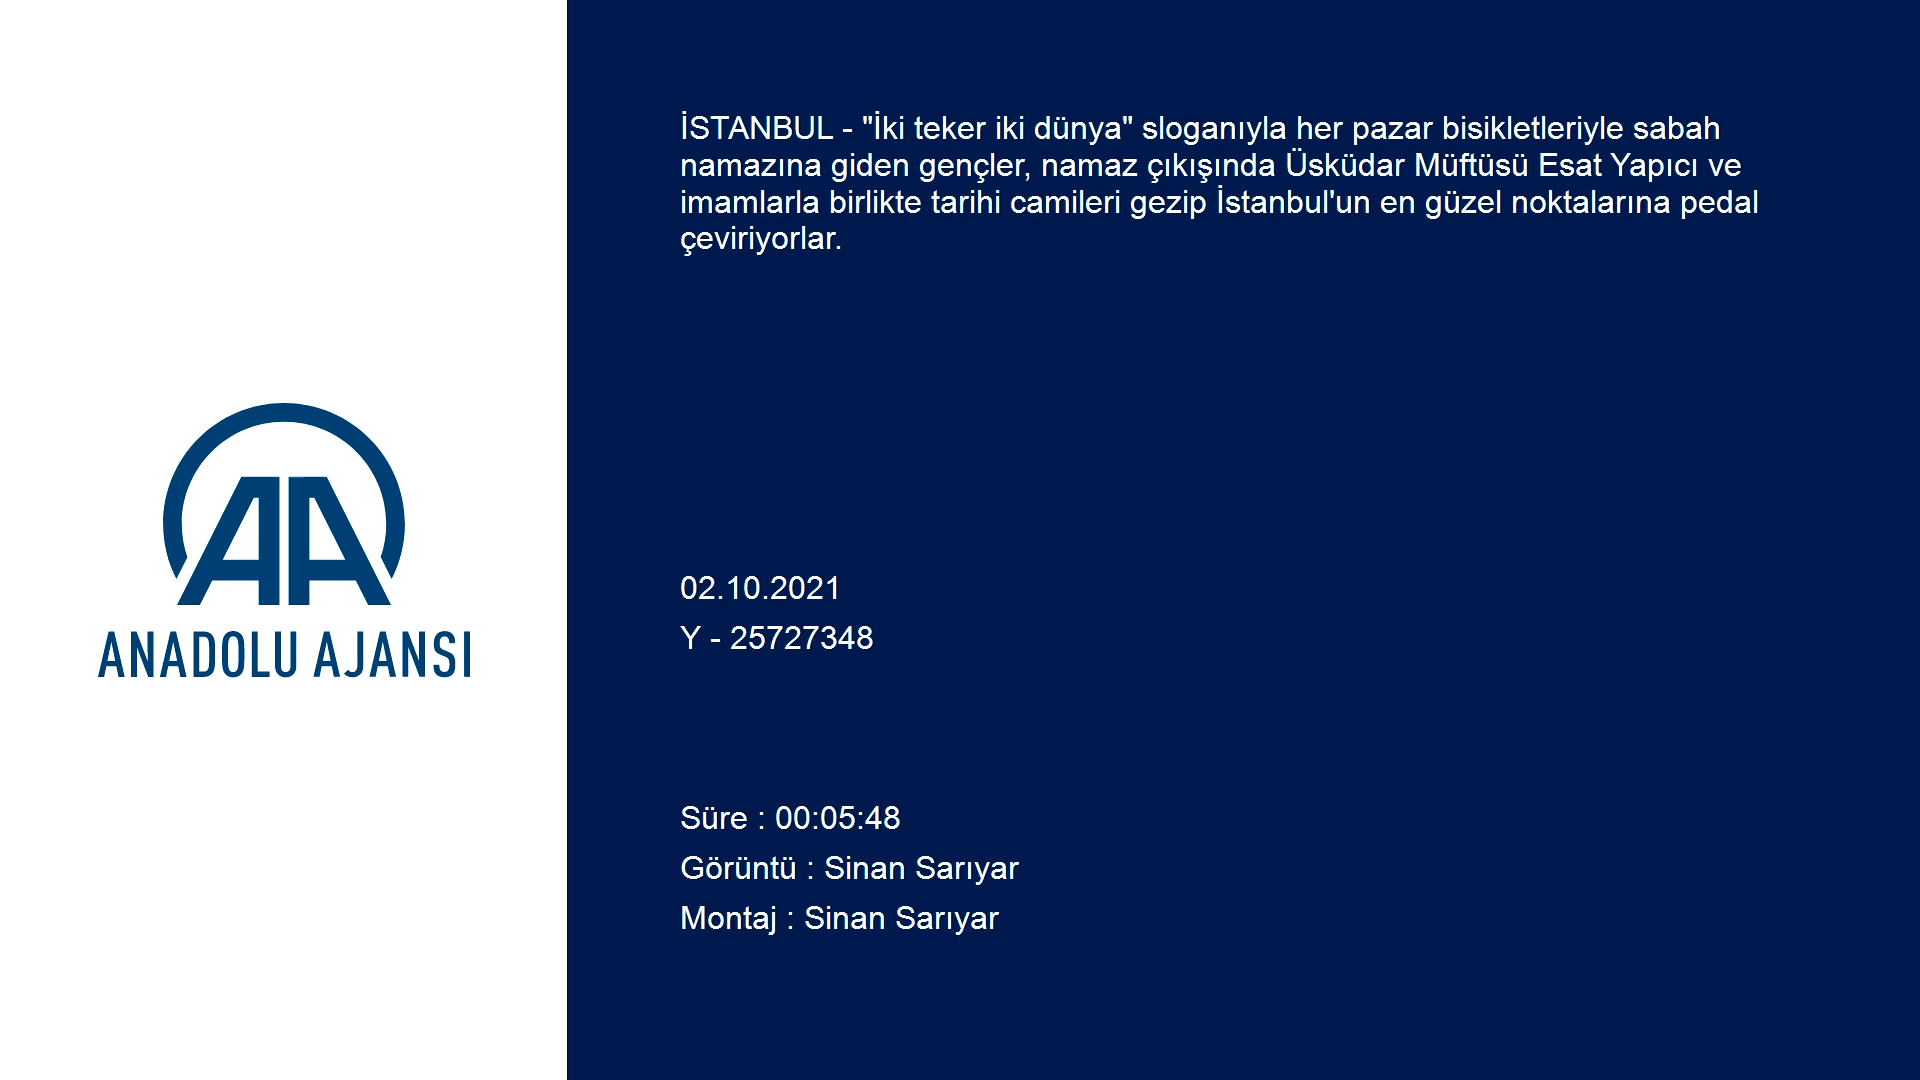 İSTANBUL - "İki teker iki dünya" sloganıyla her pazar bisikletleriyle sabah
namazına giden gençler, namaz çıkışında Üsküdar Müftüsü Esat Yapıcı ve
imamlarla birlikte tarihi camileri gezip İstanbul'un en güzel noktalarına pedal
çeviriyorlar.
AA
ANADOLU AJANSI
02.10.2021
Y - 25727348
Süre : 00:05:48
Görüntü : Sinan Sarıyar
Montaj : Sinan Sarıyar